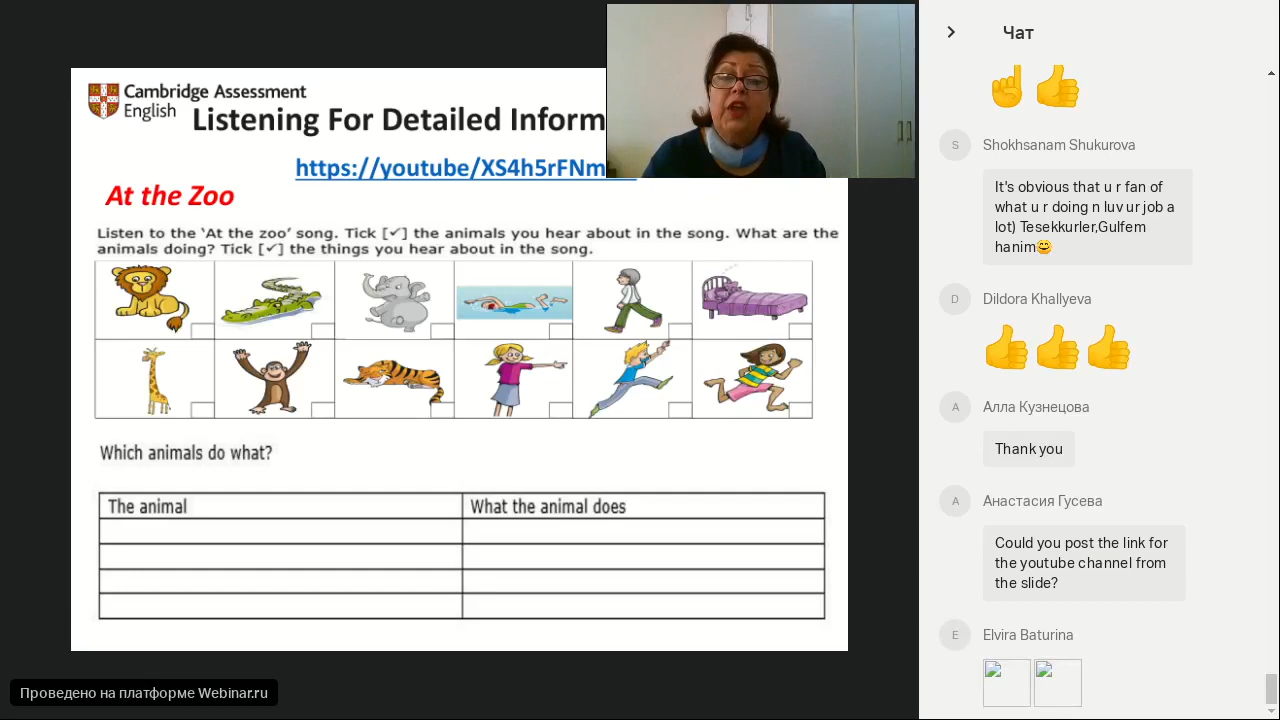 Cambridge Assessment
English
Listening For Detailed Inform
https://youtube/XS4h5rFNm
At the Zoo
Listen to the ‘At the zoo’ song. Tick [✓] the animals you hear about in the song. What are the
animals doing? Tick [✓] the things you hear about in the song.
Which animals do what?
The animal
What the animal does
Проведено на платформе Webinar.ru
Чат
S
Shokhsanam Shukurova
It's obvious that u r fan of
what u r doing n luv ur job a
lot) Tesekkurler,Gulfem
hanim😄
D
Dildora Khallyeva
A
Алла Кузнецова
Thank you
A
Анастасия Гусева
Could you post the link for
the youtube channel from
the slide?
E
Elvira Baturina